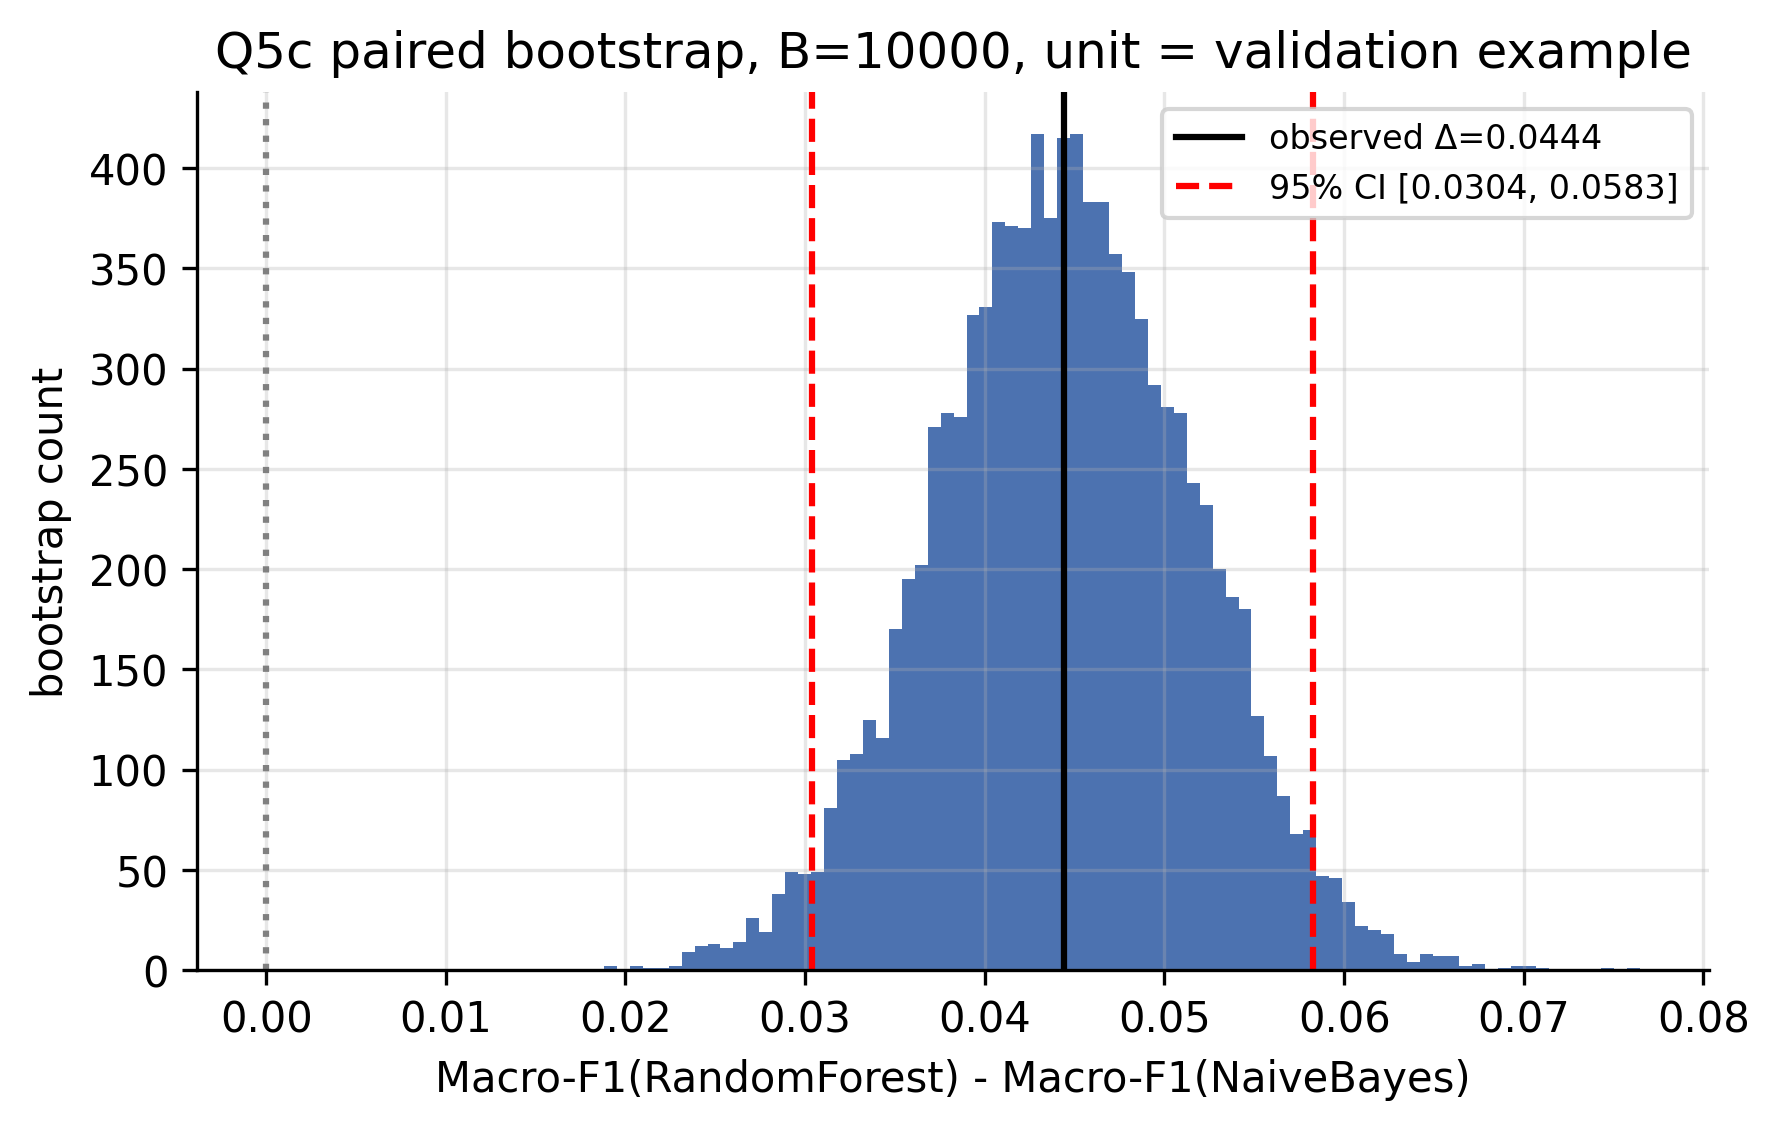 Q5c paired bootstrap, B=10000, unit = validation example
observed Δ=0.0444
95% CI [0.0304, 0.0583]
bootstrap count
400
350
300
250
200
150
100
50
0
0.00 0.01 0.02 0.03 0.04 0.05 0.06 0.07 0.08
Macro-F1(RandomForest) - Macro-F1(NaiveBayes)